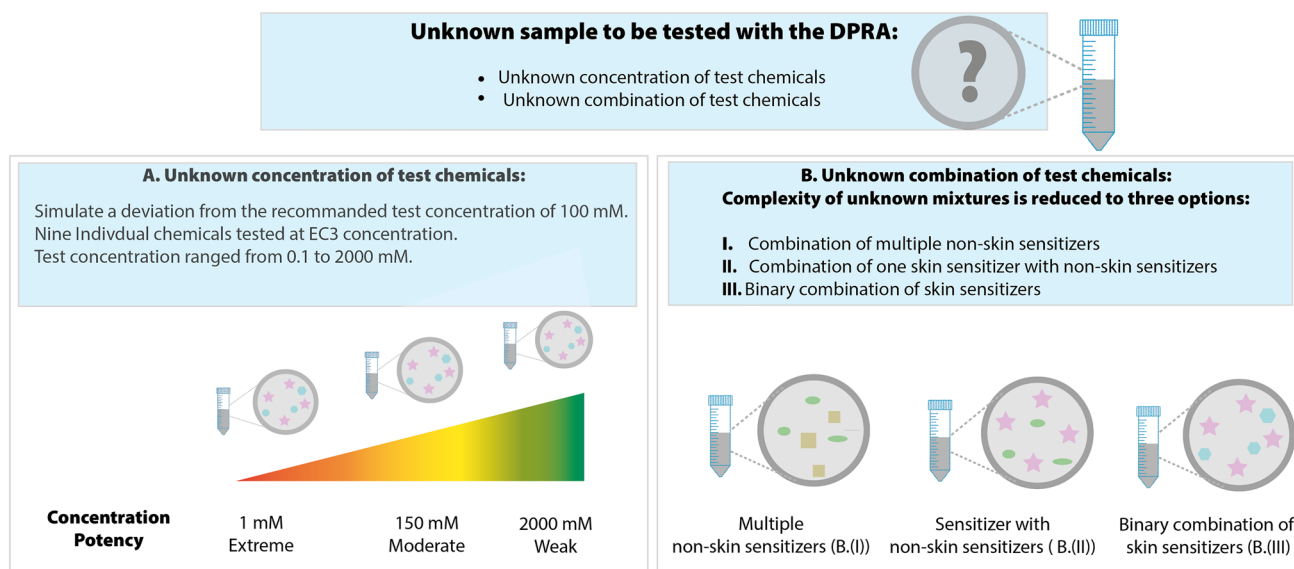 Unknown sample to be tested with the DPRA:
• Unknown concentration of test chemicals
• Unknown combination of test chemicals
?
A. Unknown concentration of test chemicals:
Simulate a deviation from the recommanded test concentration of 100 mM.
Nine Indivdual chemicals tested at EC3 concentration.
Test concentration ranged from 0.1 to 2000 mM.
Concentration
Potency
1 mM
Extreme
150 mM
Moderate
2000 mM
Weak
B. Unknown combination of test chemicals:
Complexity of unknown mixtures is reduced to three options:
I. Combination of multiple non-skin sensitizers
II. Combination of one skin sensitizer with non-skin sensitizers
III. Binary combination of skin sensitizers
Multiple
non-skin sensitizers (B.(I))
Sensitizer with
non-skin sensitizers ( B.(II))
Binary combination of
skin sensitizers (B.(III)